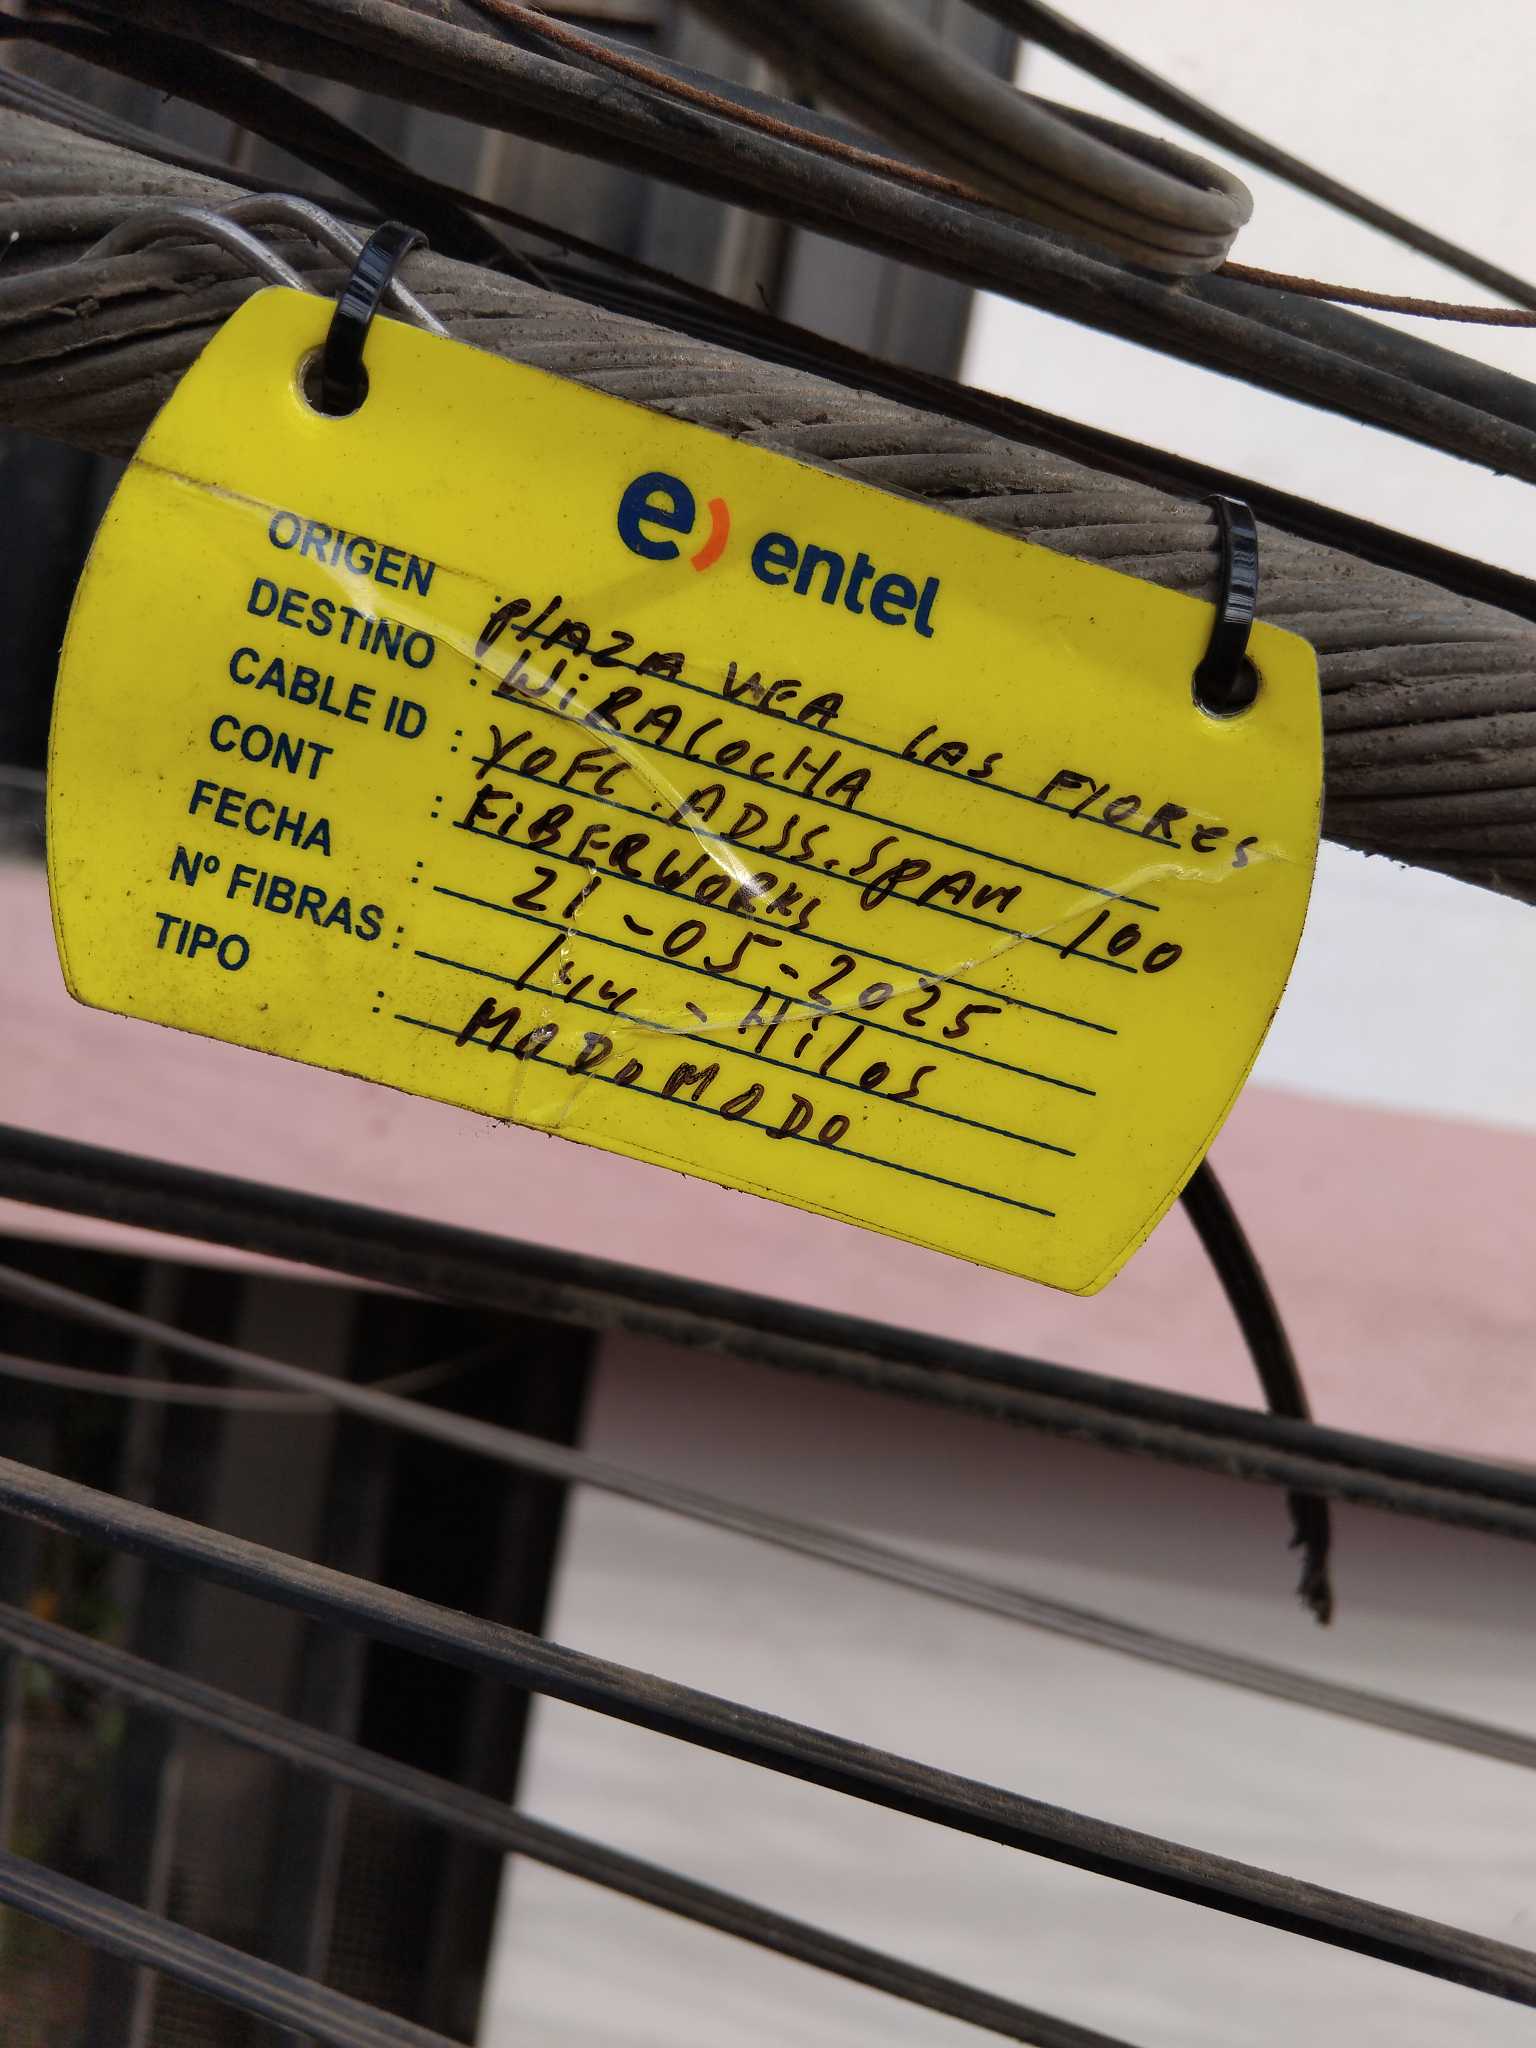 e) entel
ORIGEN : PlAZA VEA LAS FlORES
DESTINO : WiRACOCHA
CABLE ID : YOFC.ADSS.SPAN 100
CONT : FiBERWORKS
FECHA : 21-05-2025
Nº FIBRAS : 144 - Hilos
TIPO : MODOMODO